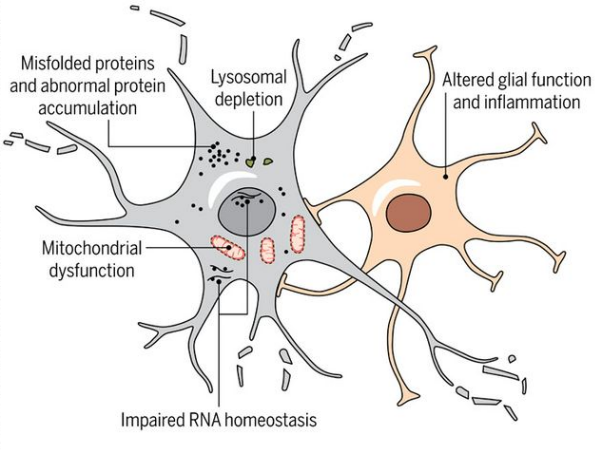 Misfolded proteins
and abnormal protein
accumulation
Lysosomal
depletion
Altered glial function
and inflammation
Mitochondrial
dysfunction
Impaired RNA homeostasis